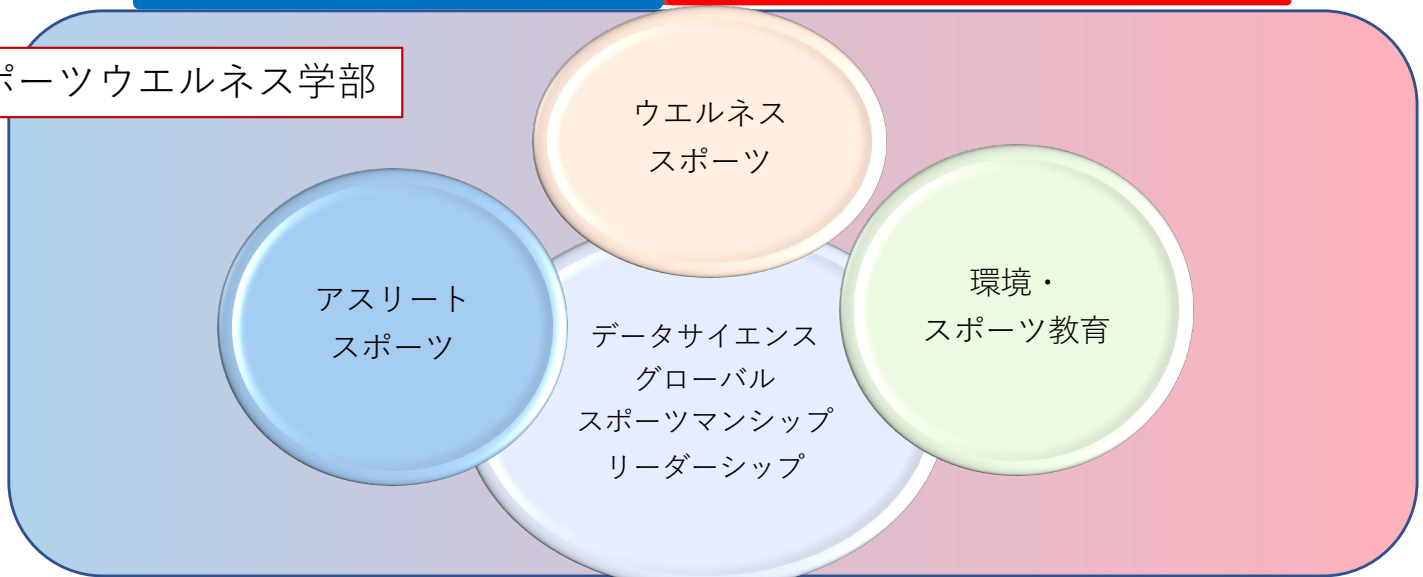 ポーツウエルネス学部
ウエルネス
スポーツ
アスリート
スポーツ
環境・
スポーツ教育
データサイエンス
グローバル
スポーツマンシップ
リーダーシップ